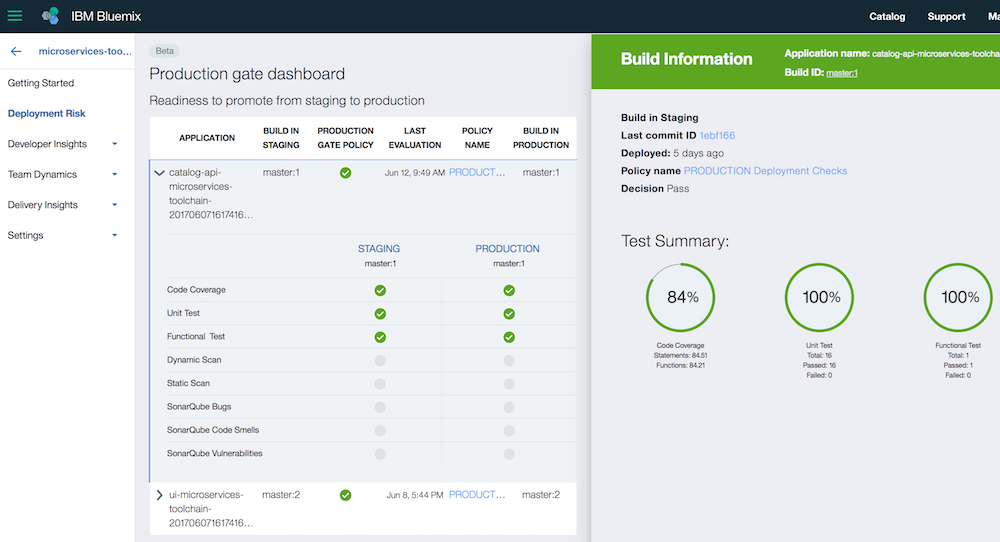 IBM Bluemix
Catalog Support Ma
microservices-too...
Getting Started
Deployment Risk
Developer Insights
Team Dynamics
Delivery Insights
Settings
Beta
Production gate dashboard
Readiness to promote from staging to production
APPLICATION BUILD IN STAGING PRODUCTION GATE POLICY LAST EVALUATION POLICY NAME BUILD IN PRODUCTION
catalog-api- master:1 Jun 12, 9:49 AM PRODUCT... master:1
microservices-
toolchain-
201706071617416...
STAGING PRODUCTION
master:1 master:1
Code Coverage
Unit Test
Functional Test
Dynamic Scan
Static Scan
SonarQube Bugs
SonarQube Code Smells
SonarQube Vulnerabilities
ui-microservices- master:2 Jun 8, 5:44 PM PRODUCT... master:2
toolchain-
201706071617416...
Build Information
Application name: catalog-api-microservices-toolcha
Build ID: master:1
Build in Staging
Last commit ID 1ebf166
Deployed: 5 days ago
Policy name PRODUCTION Deployment Checks
Decision Pass
Test Summary:
84% 100% 100%
Code Coverage Unit Test Functional Test
Statements: 84.51 Total: 16 Total: 1
Functions: 84.21 Passed: 16 Passed: 1
Failed: 0 Failed: 0